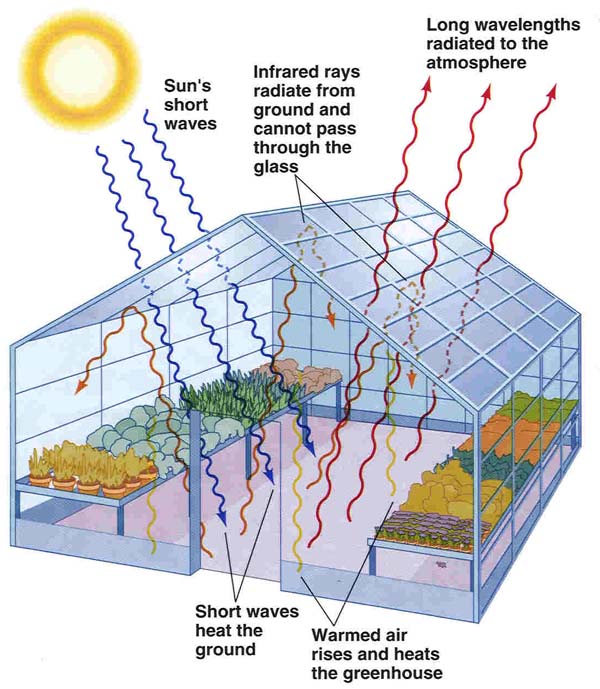 Sun's
short
waves
Infrared rays
radiate from
ground and
cannot pass
through the
glass
Long wavelengths
radiated to the
atmosphere
Short waves
heat the
ground
Warmed air
rises and heats
the greenhouse